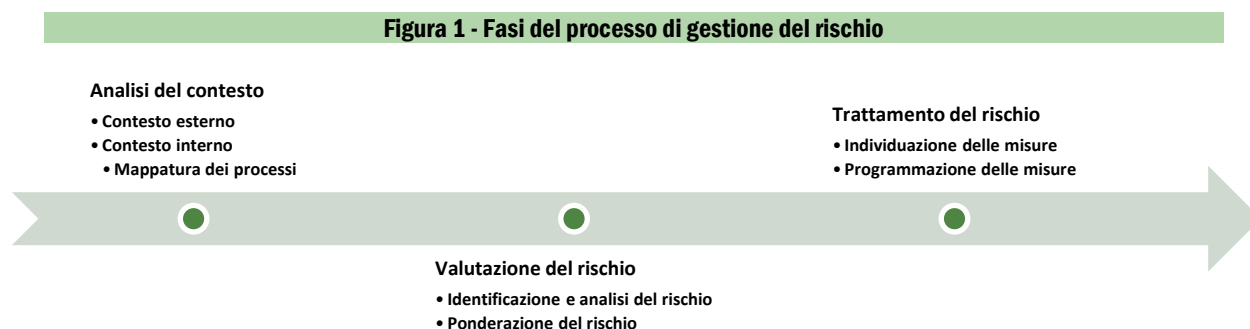 Figura 1 - Fasi del processo di gestione del rischio
Analisi del contesto
• Contesto esterno
• Contesto interno
• Mappatura dei processi
Valutazione del rischio
• Identificazione e analisi del rischio
• Ponderazione del rischio
Trattamento del rischio
• Individuazione delle misure
• Programmazione delle misure